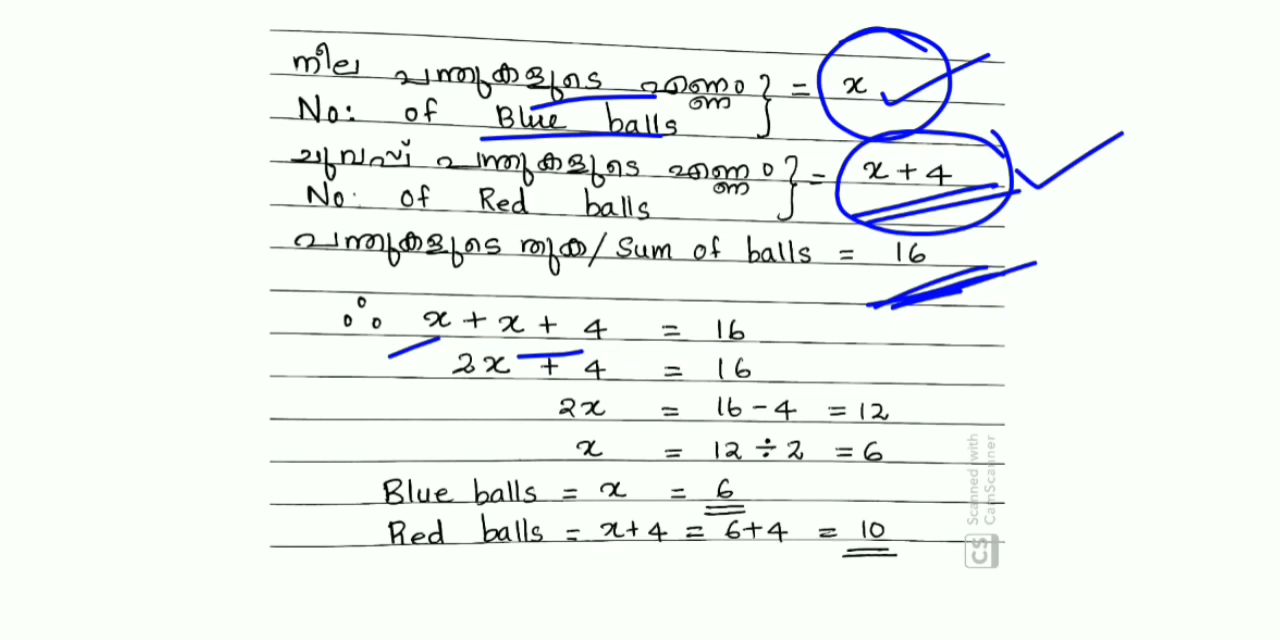 നീല പന്തുകളുടെ എണ്ണം } = x
No: of Blue balls
ചുവപ്പ് പന്തുകളുടെ എണ്ണം } = x + 4
No. of Red balls
പന്തുകളുടെ തുക / Sum of balls = 16
∴ x + x + 4 = 16
2x + 4 = 16
2x = 16 - 4 = 12
x = 12 ÷ 2 = 6
Blue balls = x = 6
Red balls = x+4 = 6+4 = 10
Scanned with
CamScanner
CS